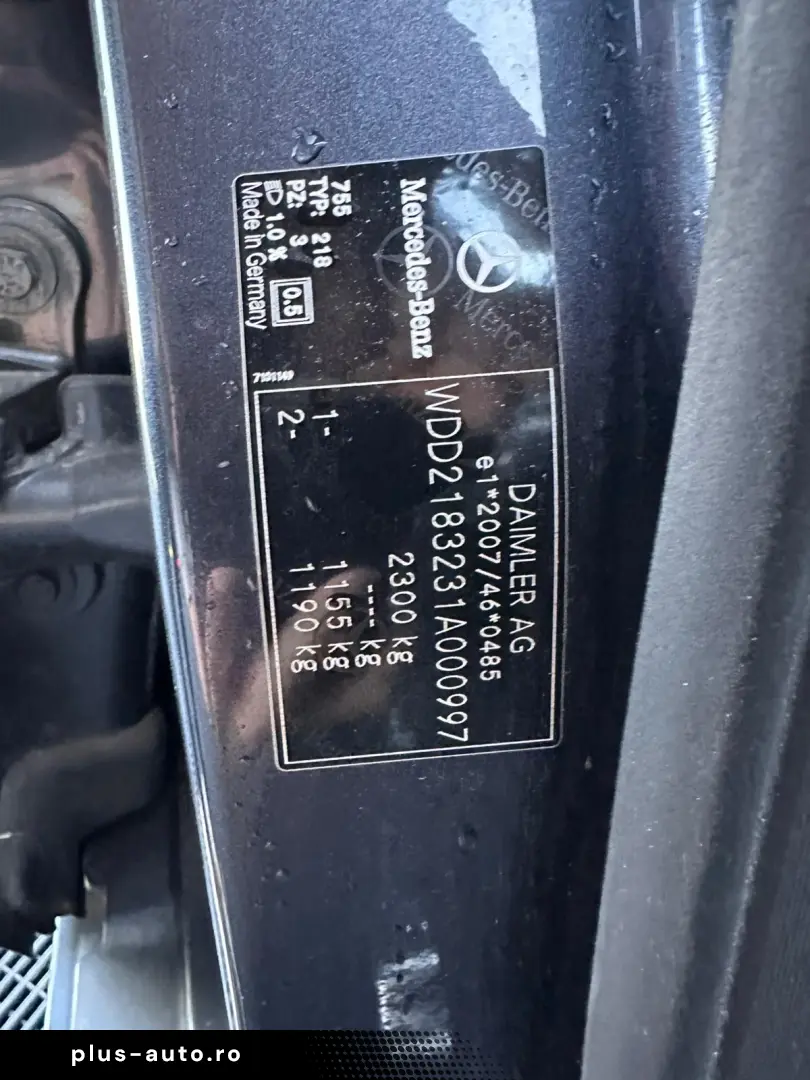 Mercedes-Benz
755
TYP: 218
PZ: 3
1.0 % 0.5
Made in Germany
7131149
DAIMLER AG
e1*2007/46*0485
WDD2183231A000997
2300 kg
---- kg
1- 1155 kg
2- 1190 kg
plus-auto.ro